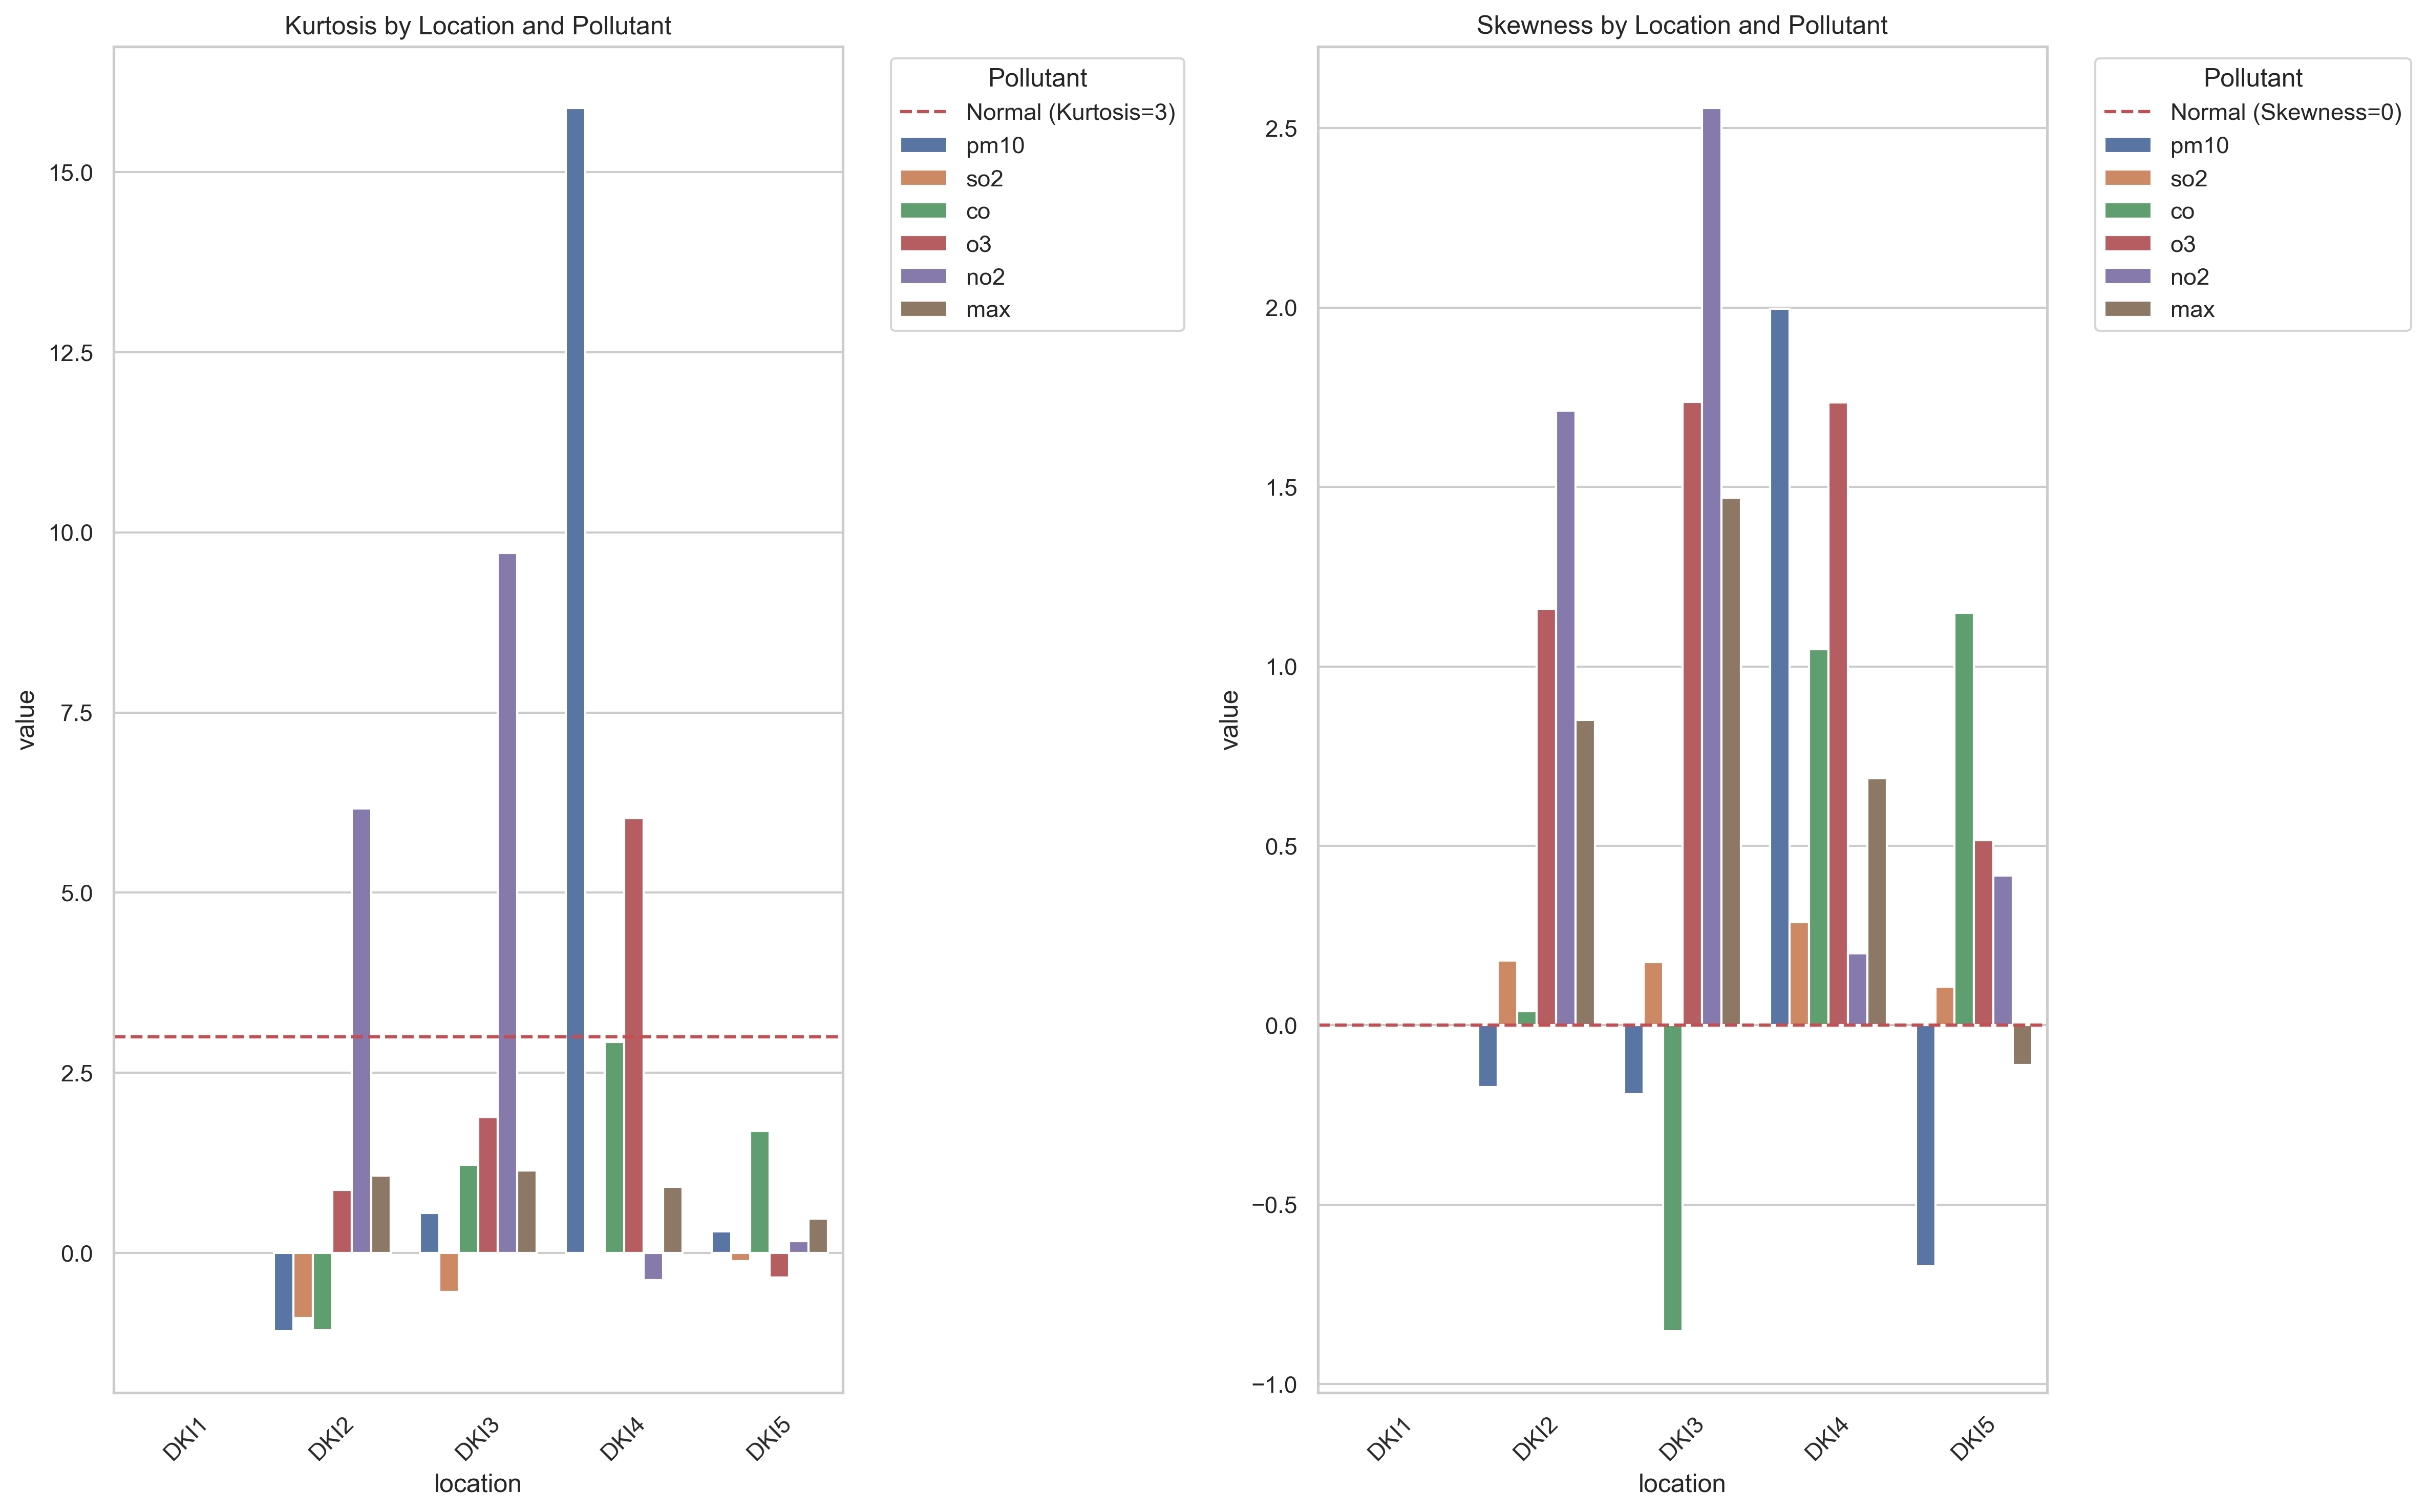 Kurtosis by Location and Pollutant
value
15.0
12.5
10.0
7.5
5.0
2.5
0.0
DKI1
DKI2
DKI3
DKI4
DKI5
location
Pollutant
Normal (Kurtosis=3)
pm10
so2
co
o3
no2
max
Skewness by Location and Pollutant
value
2.5
2.0
1.5
1.0
0.5
0.0
−0.5
−1.0
DKI1
DKI2
DKI3
DKI4
DKI5
location
Pollutant
Normal (Skewness=0)
pm10
so2
co
o3
no2
max